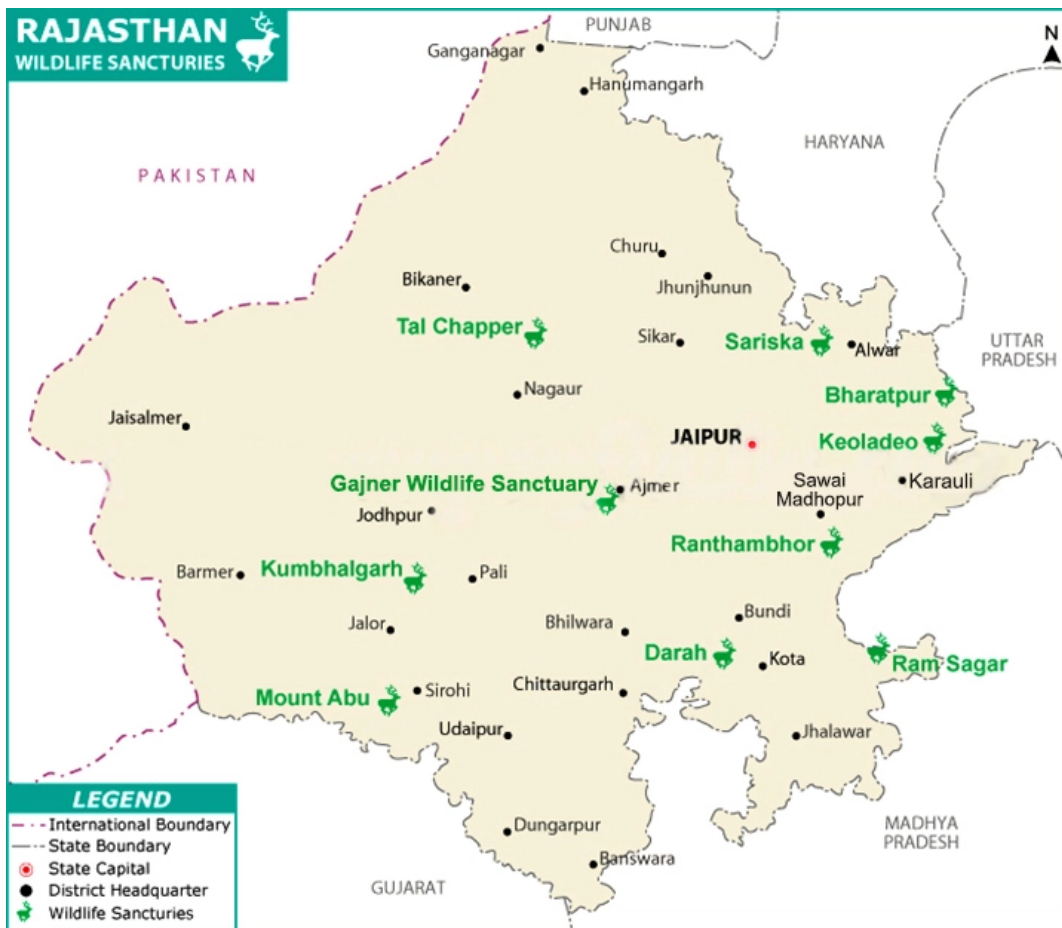 RAJASTHAN
WILDLIFE SANCTURIES
PUNJAB
N
Ganganagar
Hanumangarh
HARYANA
PAKISTAN
Churu
Bikaner
Jhunjhunun
Tal Chapper
Sikar
Sariska
Alwar
UTTAR
PRADESH
Nagaur
Bharatpur
Jaisalmer
JAIPUR
Keoladeo
Gajner Wildlife Sanctuary
Ajmer
Sawai
Madhopur
Karauli
Jodhpur
Ranthambhor
Barmer
Kumbhalgarh
Pali
Jalor
Bhilwara
Bundi
Darah
Kota
Ram Sagar
Mount Abu
Sirohi
Chittaurgarh
Udaipur
Jhalawar
LEGEND
International Boundary
State Boundary
State Capital
District Headquarter
Wildlife Sancturies
Dungarpur
Banswara
MADHYA
PRADESH
GUJARAT